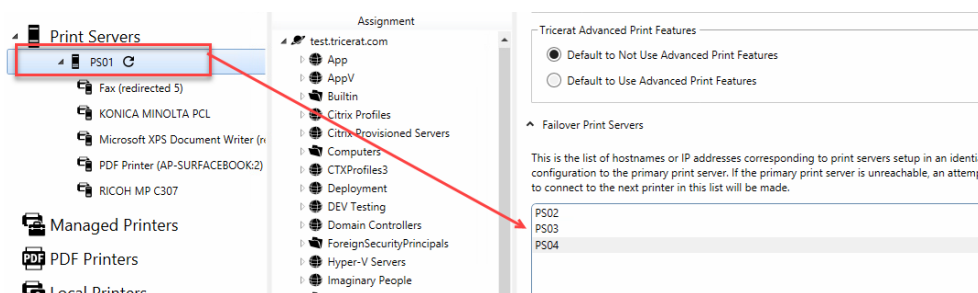 Print Servers
PS01
Fax (redirected 5)
KONICA MINOLTA PCL
Microsoft XPS Document Writer
PDF Printer (AP-SURFACEBOOK:2)
RICOH MP C307
Managed Printers
PDF
PDF Printers
Local Printers
Assignment
test.tricerat.com
App
AppV
Builtin
Citrix Profiles
Citrix Provisioned Servers
Computers
CTXProfiles3
Deployment
DEV Testing
Domain Controllers
ForeignSecurityPrincipals
Hyper-V Servers
Imaginary People
Tricerat Advanced Print Features
Default to Not Use Advanced Print Features
Default to Use Advanced Print Features
Failover Print Servers
This is the list of hostnames or IP addresses corresponding to print servers setup in an identi
configuration to the primary print server. If the primary print server is unreachable, an attemp
to connect to the next printer in this list will be made.
PS02
PS03
PS04